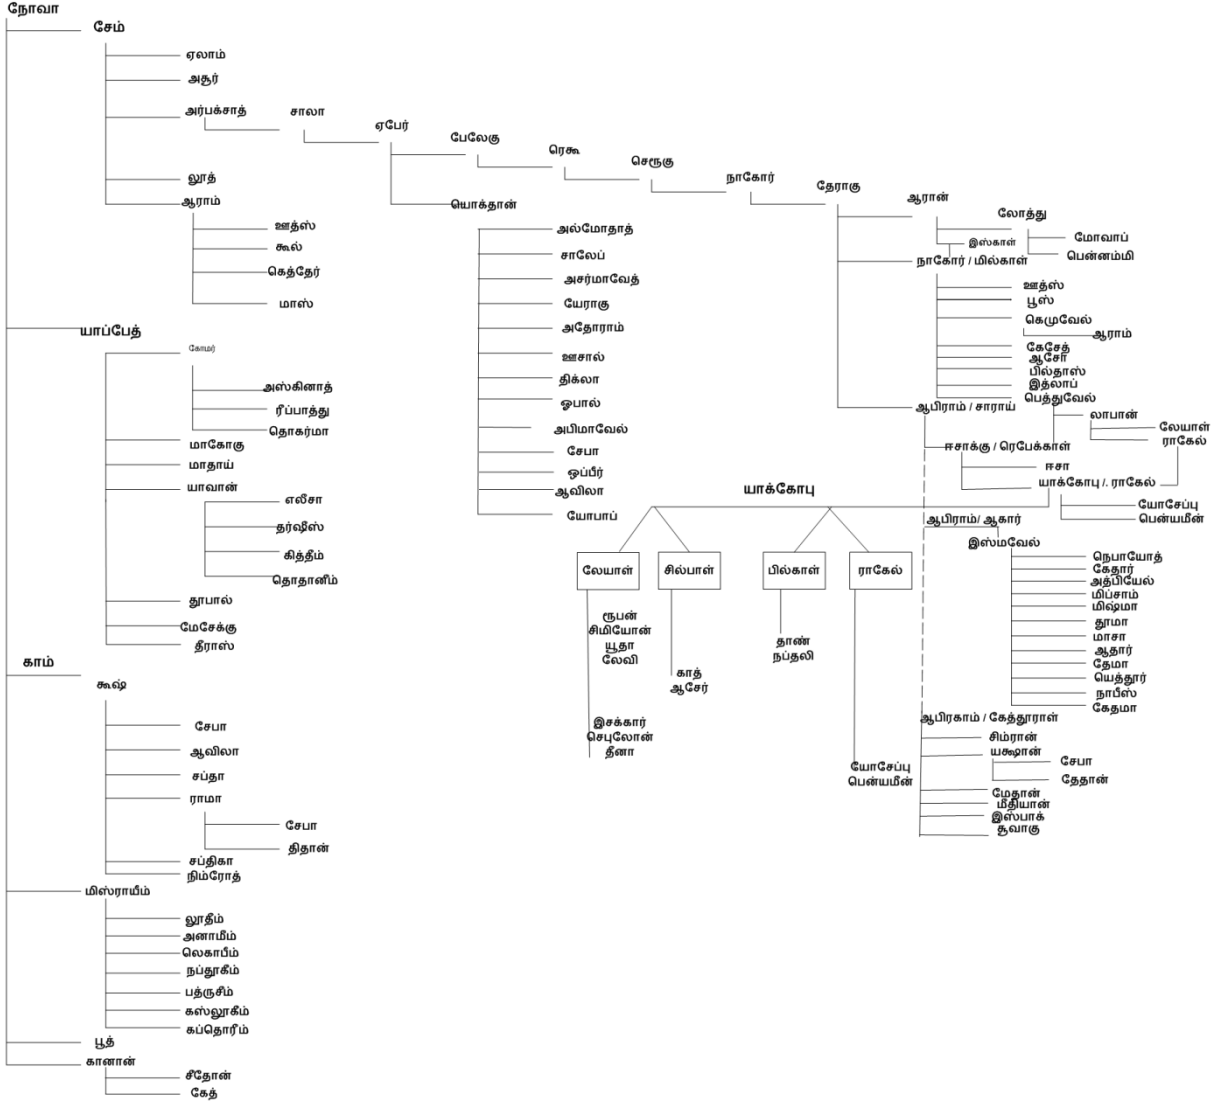 நோவா
சேம்
ஏலாம்
அசூர்
அர்பக்சாத்
சாலா
ஏபேர்
பேலேகு
ரெகூ
செரூகு
நாகோர்
தேராகு
ஆரான்
லோத்து
மோவாப்
பென்னம்மி
இஸ்காள்
நாகோர் / மில்காள்
ஊத்ஸ்
பூஸ்
கெமுவேல்
ஆராம்
கேசேத்
ஆசோ
பில்தாஸ்
இத்லாப்
பெத்துவேல்
லாபான்
லேயாள்
ராகேல்
ஆபிராம் / சாராய்
ஈசாக்கு / ரெபேக்காள்
ஈசா
யாக்கோபு /. ராகேல்
யோசேப்பு
பென்யமீன்
ஆபிராம்/ ஆகார்
இஸ்மவேல்
நெபாயோத்
கேதார்
அத்பியேல்
மிப்சாம்
மிஷ்மா
தூமா
மாசா
ஆதார்
தேமா
யெத்தூர்
நாபீஸ்
கேதமா
ஆபிரகாம் / கேத்தூராள்
சிம்ரான்
யக்ஷான்
சேபா
தேதான்
மேதான்
மீதியான்
இஸ்பாக்
சூவாகு
யொக்தான்
அல்மோதாத்
சாலேப்
அசர்மாவேத்
யேராகு
அதோராம்
ஊசால்
திக்லா
ஓபால்
அபிமாவேல்
சேபா
ஒப்பீர்
ஆவிலா
யோபாப்
யாக்கோபு
லேயாள்
சில்பாள்
பில்காள்
ராகேல்
ரூபன்
சிமியோன்
யூதா
லேவி
இசக்கார்
செபுலோன்
தீனா
காத்
ஆசேர்
தாண்
நப்தலி
யோசேப்பு
பென்யமீன்
லூத்
ஆராம்
ஊத்ஸ்
கூல்
கெத்தேர்
மாஸ்
யாப்பேத்
கோமர்
அஸ்கினாத்
ரீப்பாத்து
தொகர்மா
மாகோகு
மாதாய்
யாவான்
எலீசா
தர்ஷீஸ்
கித்தீம்
தொதானீம்
தூபால்
மேசேக்கு
தீராஸ்
காம்
கூஷ்
சேபா
ஆவிலா
சப்தா
ராமா
சேபா
திதான்
சப்திகா
நிம்ரோத்
மிஸ்ராயீம்
லூதீம்
அனாமீம்
லெகாபீம்
நப்தூகீம்
பத்ருசீம்
கஸ்லூகீம்
கப்தொரீம்
பூத்
கானான்
சீதோன்
கேத்